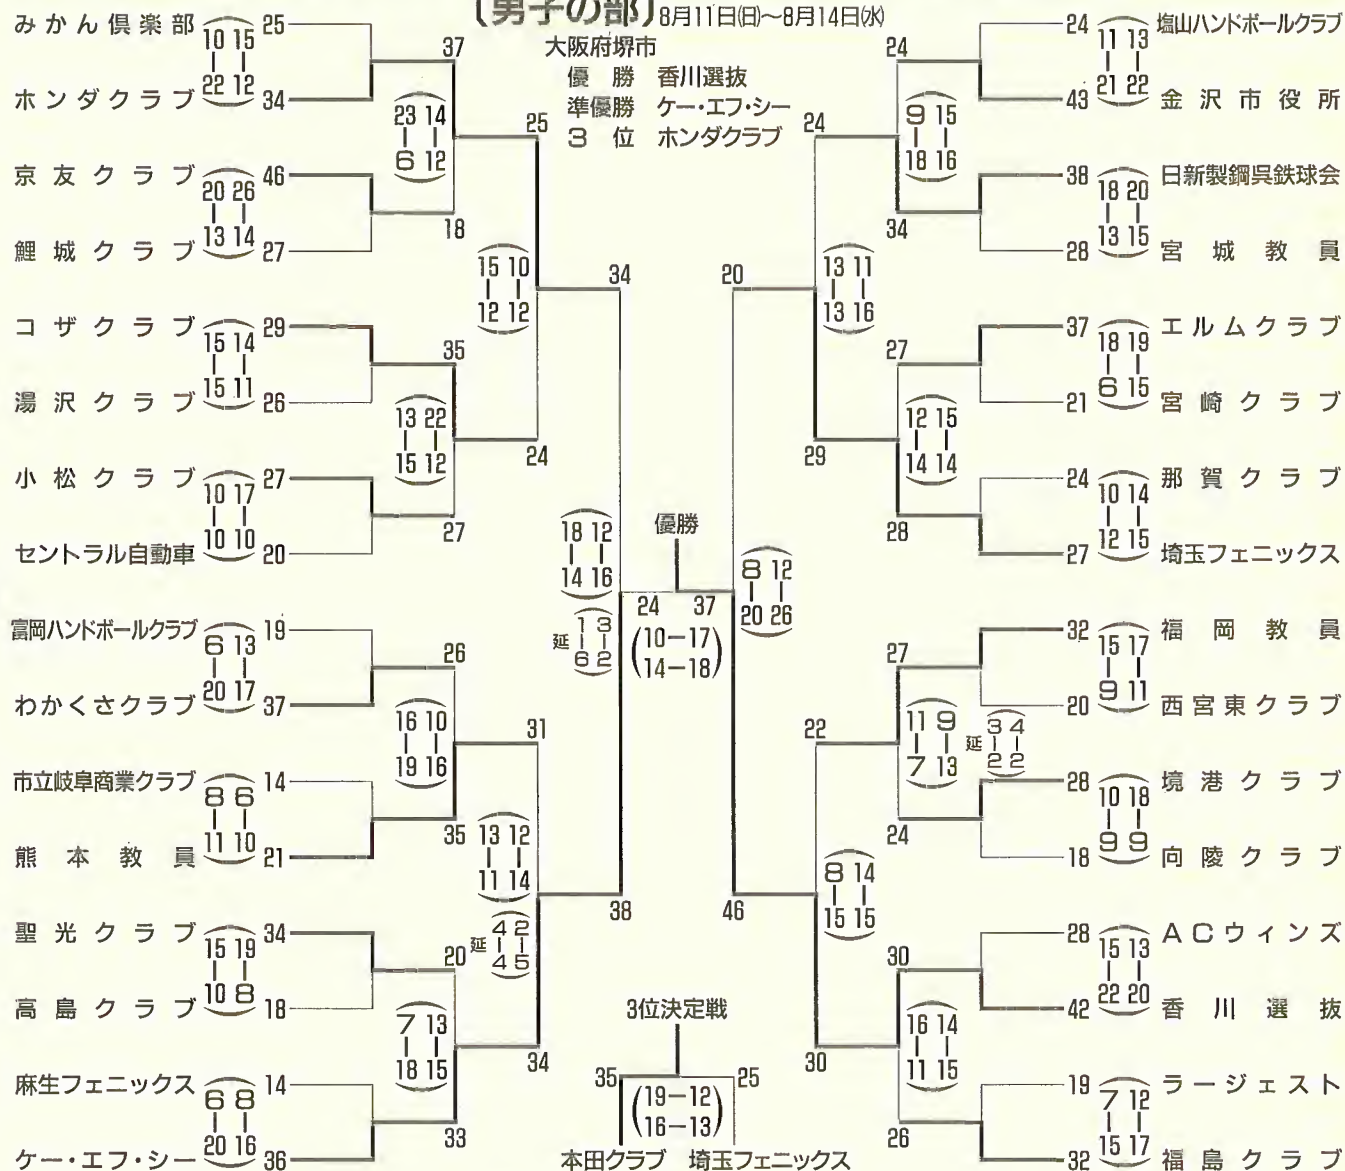 〔男子の部〕8月11日(日)〜8月14日(水)
大阪府堺市
優勝 香川選抜
準優勝 ケー・エフ・シー
3位 ホンダクラブ
みかん倶楽部 10 15 25
22 12
ホンダクラブ 34
37
京友クラブ 20 26 46
13 14
鯉城クラブ 27
18
23 14
6 12
25
コザクラブ 15 14 29
15 11
湯沢クラブ 26
35
小松クラブ 10 17 27
10 10
セントラル自動車 20
27
13 22
15 12
24
15 10
12 12
34
富岡ハンドボールクラブ 6 13 19
20 17
わかくさクラブ 37
26
市立岐阜商業クラブ 8 6 14
11 10
熊本教員 21
35
16 10
19 16
31
聖光クラブ 15 19 34
10 8
高島クラブ 18
20
麻生フェニックス 6 8 14
20 16
ケー・エフ・シー 36
33
7 13
18 15
34
13 12
11 14
延 4 2
4 5
38
18 12
14 16
延 1 3
6 2
優勝
24 37
(10−17)
(14−18)
24 11 13 塩山ハンドボールクラブ
21 22
43 金沢市役所
24
38 18 20 日新製鋼呉鉄球会
13 15
28 宮城教員
34
9 15
18 16
24
37 18 19 エルムクラブ
6 15
21 宮崎クラブ
27
24 10 14 那賀クラブ
12 15
27 埼玉フェニックス
28
12 15
14 14
29
13 11
13 16
20
32 15 17 福岡教員
9 11
20 西宮東クラブ
27
28 10 18 境港クラブ
9 9
18 向陵クラブ
24
11 9
7 13
延 3 4
2 2
22
28 15 13 ACウィンズ
22 20
42 香川選抜
30
19 7 12 ラージェスト
15 17
32 福島クラブ
26
16 14
11 15
30
8 14
15 15
46
8 12
20 26
3位決定戦
35 25
(19−12)
(16−13)
本田クラブ 埼玉フェニックス